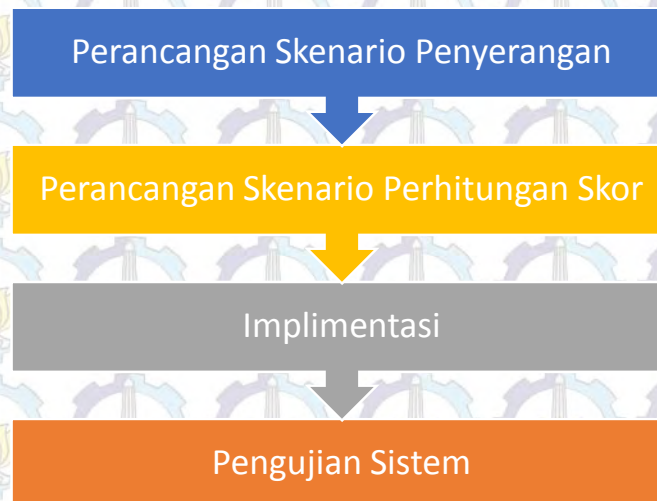 Perancangan Skenario Penyerangan
Perancangan Skenario Perhitungan Skor
Implimentasi
Pengujian Sistem